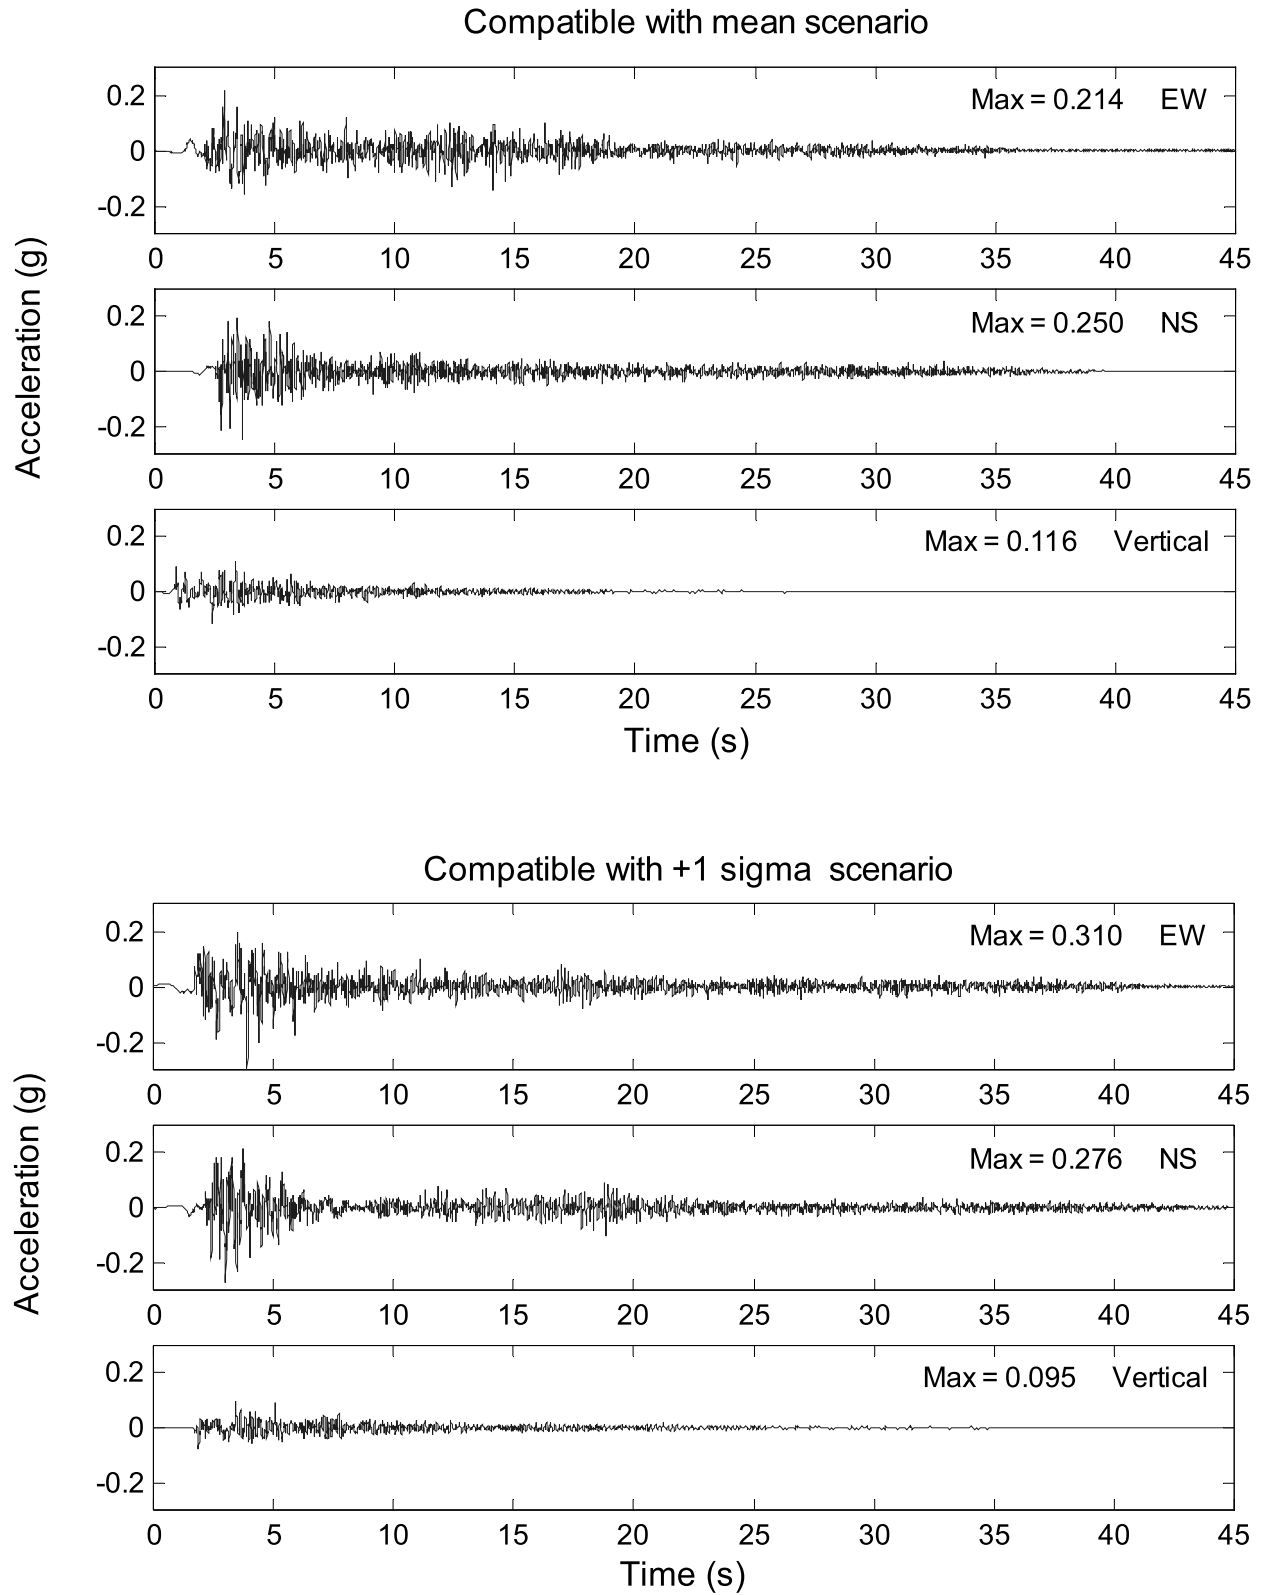 Compatible with mean scenario
Max = 0.214 EW
0.2
0
-0.2
0 5 10 15 20 25 30 35 40 45
Max = 0.250 NS
0.2
0
-0.2
0 5 10 15 20 25 30 35 40 45
Max = 0.116 Vertical
0.2
0
-0.2
0 5 10 15 20 25 30 35 40 45
Acceleration (g)
Time (s)
Compatible with +1 sigma scenario
Max = 0.310 EW
0.2
0
-0.2
0 5 10 15 20 25 30 35 40 45
Max = 0.276 NS
0.2
0
-0.2
0 5 10 15 20 25 30 35 40 45
Max = 0.095 Vertical
0.2
0
-0.2
0 5 10 15 20 25 30 35 40 45
Acceleration (g)
Time (s)